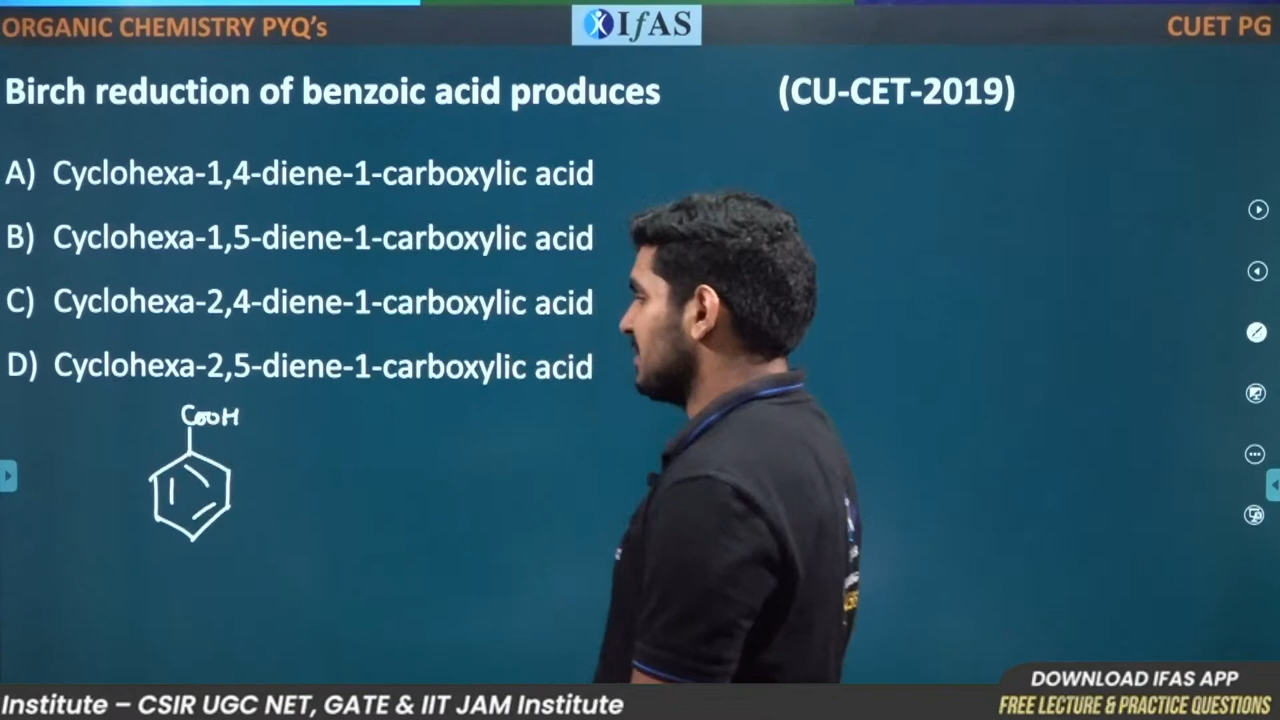 ORGANIC CHEMISTRY PYQ's
IfAS
CUET PG
Birch reduction of benzoic acid produces (CU-CET-2019)
A) Cyclohexa-1,4-diene-1-carboxylic acid
B) Cyclohexa-1,5-diene-1-carboxylic acid
C) Cyclohexa-2,4-diene-1-carboxylic acid
D) Cyclohexa-2,5-diene-1-carboxylic acid
COOH
DOWNLOAD IFAS APP
Institute – CSIR UGC NET, GATE & IIT JAM Institute
FREE LECTURE & PRACTICE QUESTIONS